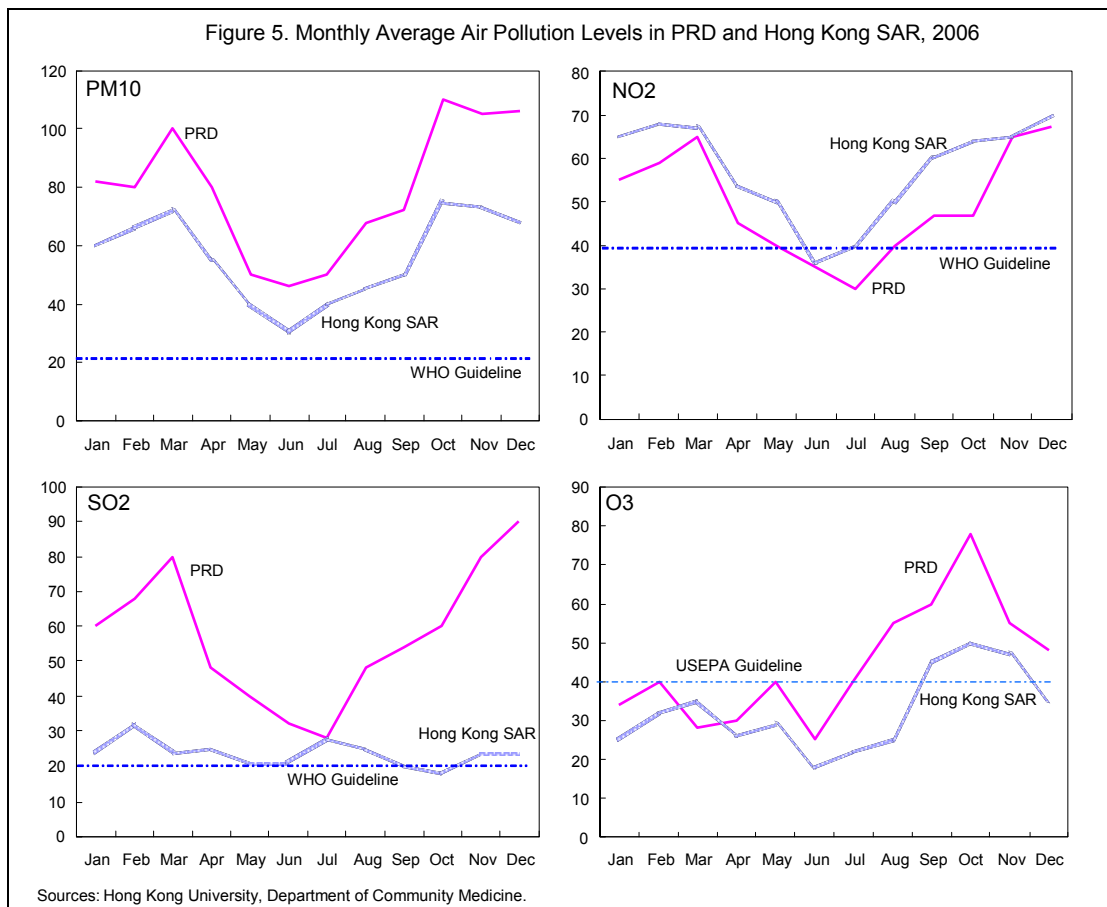 Figure 5. Monthly Average Air Pollution Levels in PRD and Hong Kong SAR, 2006
PM10
120
100
80
60
40
20
0
PRD
Hong Kong SAR
WHO Guideline
Jan Feb Mar Apr May Jun Jul Aug Sep Oct Nov Dec
NO2
80
70
60
50
40
30
20
10
0
Hong Kong SAR
WHO Guideline
PRD
Jan Feb Mar Apr May Jun Jul Aug Sep Oct Nov Dec
SO2
100
90
80
70
60
50
40
30
20
10
0
PRD
Hong Kong SAR
WHO Guideline
Jan Feb Mar Apr May Jun Jul Aug Sep Oct Nov Dec
O3
90
80
70
60
50
40
30
20
10
0
PRD
USEPA Guideline
Hong Kong SAR
Jan Feb Mar Apr May Jun Jul Aug Sep Oct Nov Dec
Sources: Hong Kong University, Department of Community Medicine.